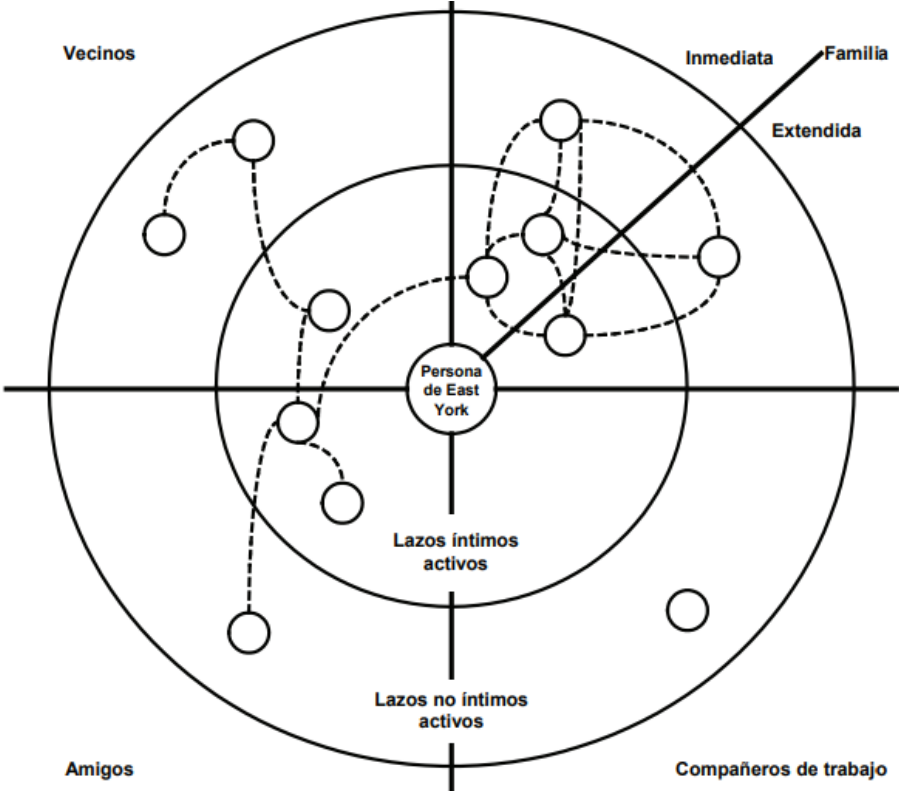 Vecinos
Inmediata
Familia
Extendida
Persona
de East
York
Lazos íntimos
activos
Lazos no íntimos
activos
Amigos
Compañeros de trabajo